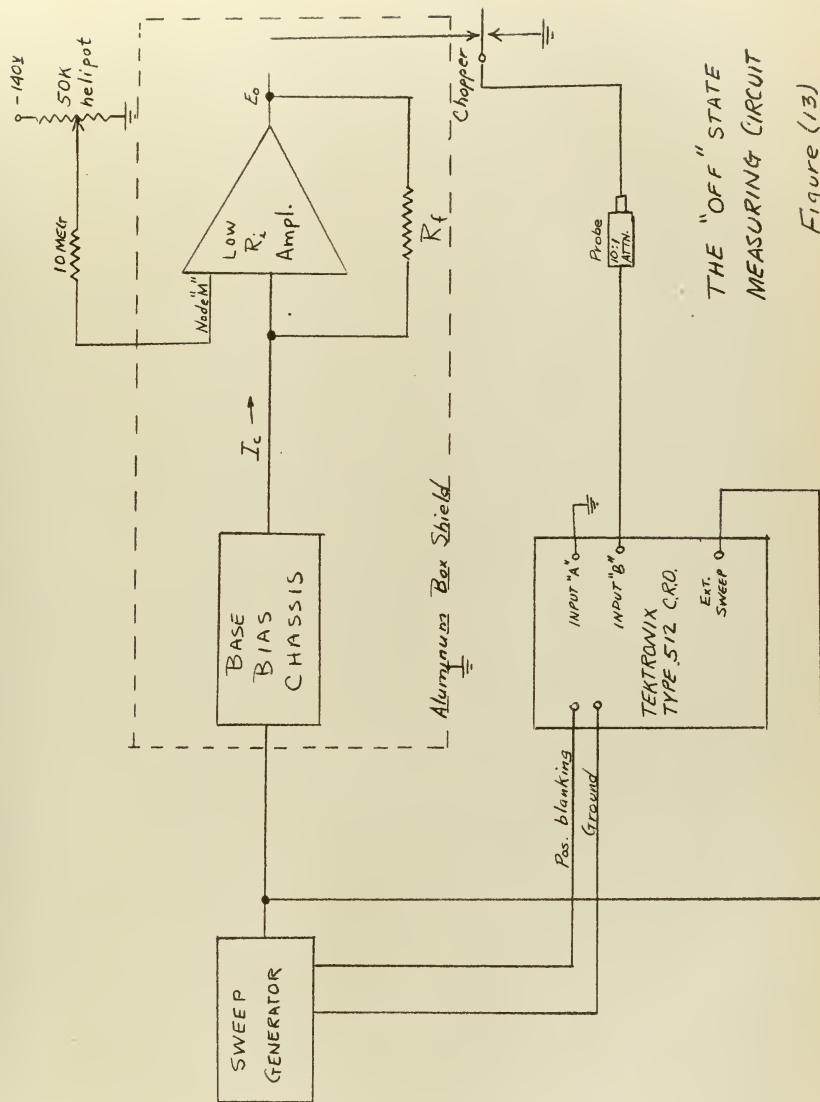 -140V
50K
helipot
10 MEG
Node "M"
LOW
Ri
Ampl.
Eo
Rf
Chopper
Ic →
BASE
BIAS
CHASSIS
Aluminum Box Shield
SWEEP
GENERATOR
Pos. blanking
Ground
INPUT "A"
INPUT "B"
EXT.
SWEEP
TEKTRONIX
TYPE 512 C.R.O.
Probe
10:1
ATTN.
THE "OFF" STATE
MEASURING CIRCUIT
Figure (13)